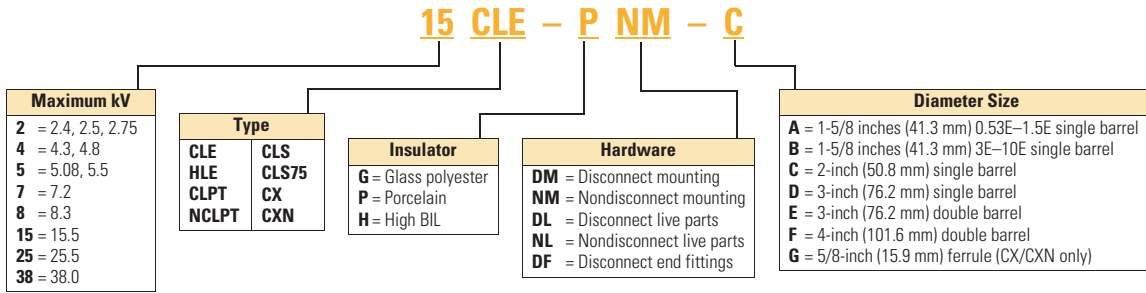 15 CLE – P NM – C
Maximum kV
2 = 2.4, 2.5, 2.75
4 = 4.3, 4.8
5 = 5.08, 5.5
7 = 7.2
8 = 8.3
15 = 15.5
25 = 25.5
38 = 38.0
Type
CLE CLS
HLE CLS75
CLPT CX
NCLPT CXN
Insulator
G = Glass polyester
P = Porcelain
H = High BIL
Hardware
DM = Disconnect mounting
NM = Nondisconnect mounting
DL = Disconnect live parts
NL = Nondisconnect live parts
DF = Disconnect end fittings
Diameter Size
A = 1-5/8 inches (41.3 mm) 0.53E–1.5E single barrel
B = 1-5/8 inches (41.3 mm) 3E–10E single barrel
C = 2-inch (50.8 mm) single barrel
D = 3-inch (76.2 mm) single barrel
E = 3-inch (76.2 mm) double barrel
F = 4-inch (101.6 mm) double barrel
G = 5/8-inch (15.9 mm) ferrule (CX/CXN only)